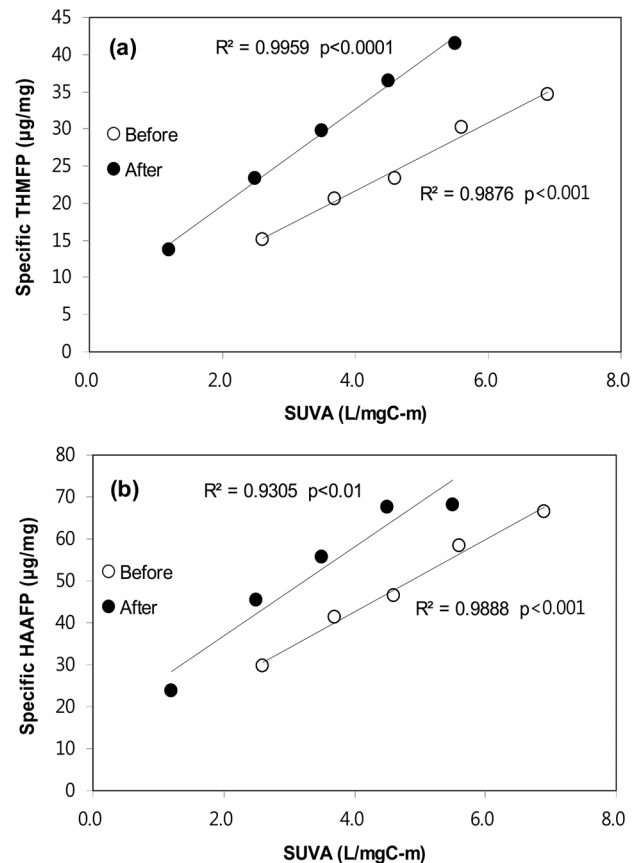 (a)
R² = 0.9959 p<0.0001
Before
After
R² = 0.9876 p<0.001
Specific THMFP (μg/mg)
45
40
35
30
25
20
15
10
5
0
0.0 2.0 4.0 6.0 8.0
SUVA (L/mgC-m)
(b)
R² = 0.9305 p<0.01
Before
After
R² = 0.9888 p<0.001
Specific HAAFP (μg/mg)
80
70
60
50
40
30
20
10
0
0.0 2.0 4.0 6.0 8.0
SUVA (L/mgC-m)